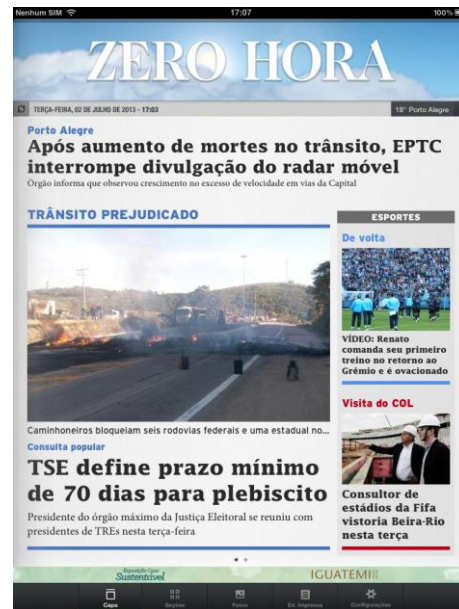 Nenhum SIM 17:07 100%
ZERO HORA
TERÇA-FEIRA, 02 DE JULHO DE 2013 - 17:03 18° Porto Alegre
Porto Alegre
Após aumento de mortes no trânsito, EPTC
interrompe divulgação do radar móvel
Órgão informa que observou crescimento no excesso de velocidade em vias da Capital
TRÂNSITO PREJUDICADO
Caminhoneiros bloqueiam seis rodovias federais e uma estadual no...
Consulta popular
TSE define prazo mínimo
de 70 dias para plebiscito
Presidente do órgão máximo da Justiça Eleitoral se reuniu com
presidentes de TREs nesta terça-feira
ESPORTES
De volta
VÍDEO: Renato
comanda seu primeiro
treino no retorno ao
Grêmio e é ovacionado
Visita do COL
Consultor de
estádios da Fifa
vistoria Beira-Rio
nesta terça
Sustentável
IGUATEMI
Capa Seções Fotos Ed. Impressa Configurações